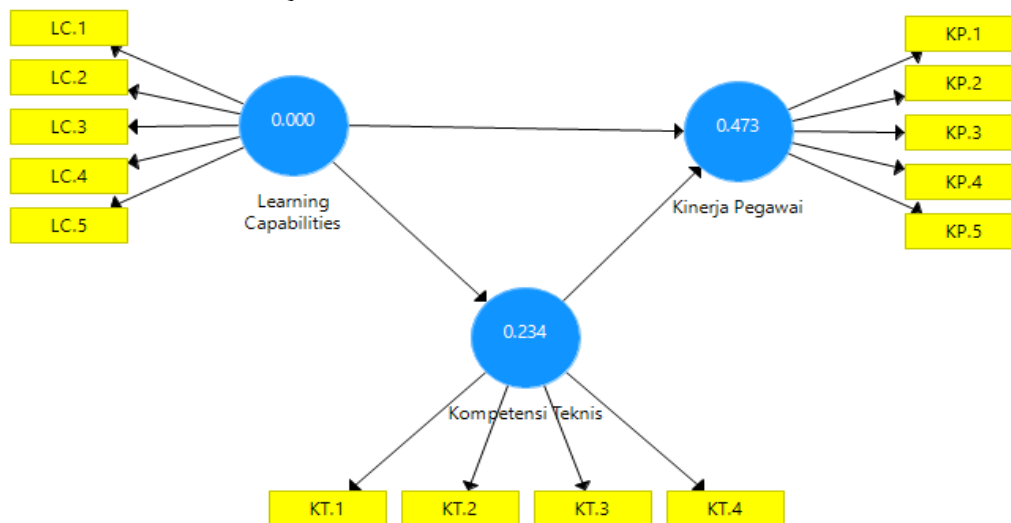 LC.1
LC.2
LC.3
LC.4
LC.5
0.000
Learning
Capabilities
0.473
Kinerja Pegawai
KP.1
KP.2
KP.3
KP.4
KP.5
0.234
Kompetensi Teknis
KT.1
KT.2
KT.3
KT.4